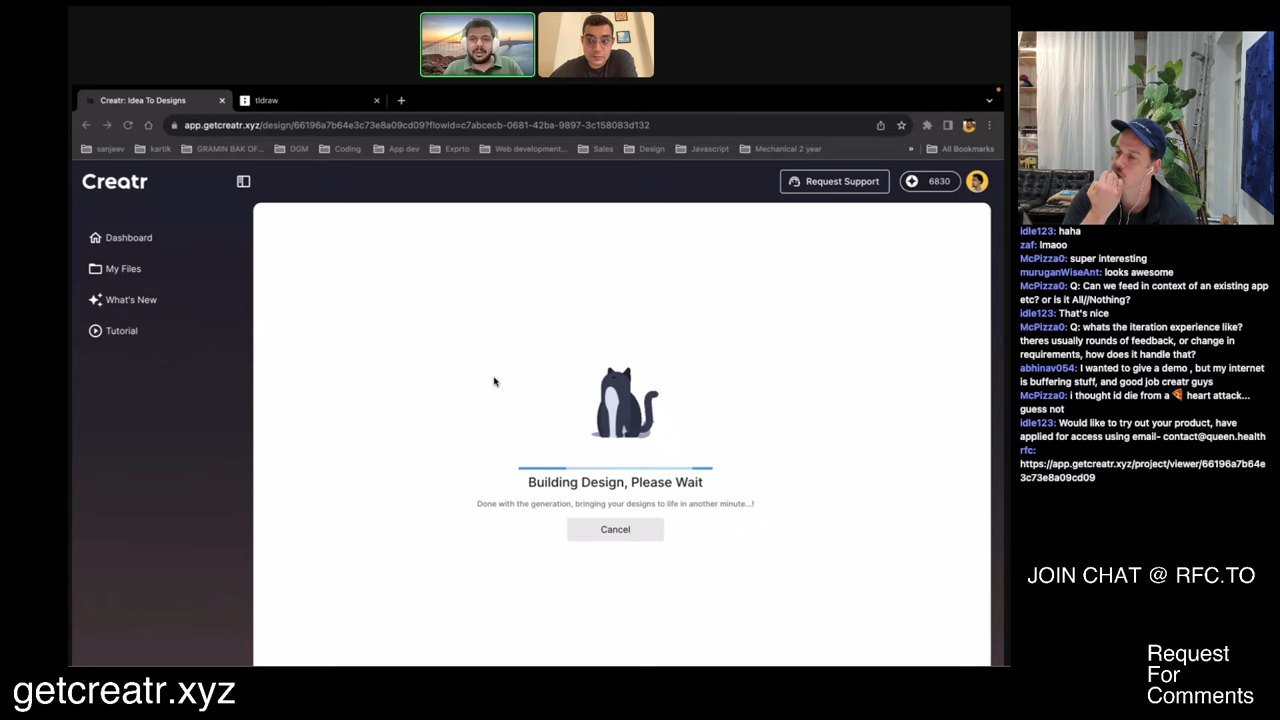 Creatr: Idea To Designs
tldraw
app.getcreatr.xyz/design/66196a7b64e3c73e8a09cd09?flowId=c7abcecb-0681-42ba-9897-3c158083d132
sanjeev
kartik
GRAMIN BAK OF...
DGM
Coding
App dev
Exprto
Web development...
Sales
Design
Javascript
Mechanical 2 year
»
All Bookmarks
Creatr
Request Support
6830
Dashboard
My Files
What's New
Tutorial
Building Design, Please Wait
Done with the generation, bringing your designs to life in another minute...!
Cancel
idle123: haha
zaf: lmaoo
McPizza0: super interesting
muruganWiseAnt: looks awesome
McPizza0: Q: Can we feed in context of an existing app
etc? or is it All//Nothing?
idle123: That's nice
McPizza0: Q: whats the iteration experience like?
theres usually rounds of feedback, or change in
requirements, how does it handle that?
abhinav054: I wanted to give a demo , but my internet
is buffering stuff, and good job creatr guys
McPizza0: i thought id die from a 🍕 heart attack...
guess not
idle123: Would like to try out your product, have
applied for access using email- contact@queen.health
rfc:
https://app.getcreatr.xyz/project/viewer/66196a7b64e
3c73e8a09cd09
JOIN CHAT @ RFC.TO
Request
For
Comments
getcreatr.xyz